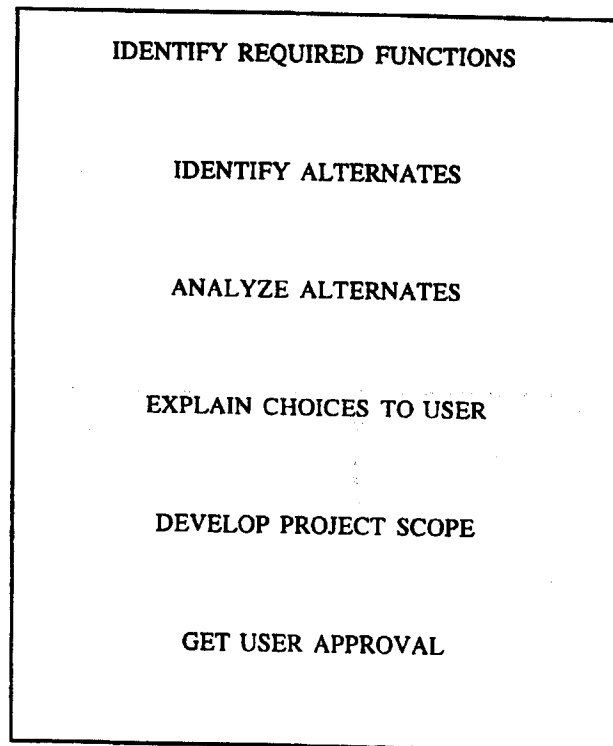 IDENTIFY REQUIRED FUNCTIONS
IDENTIFY ALTERNATES
ANALYZE ALTERNATES
EXPLAIN CHOICES TO USER
DEVELOP PROJECT SCOPE
GET USER APPROVAL